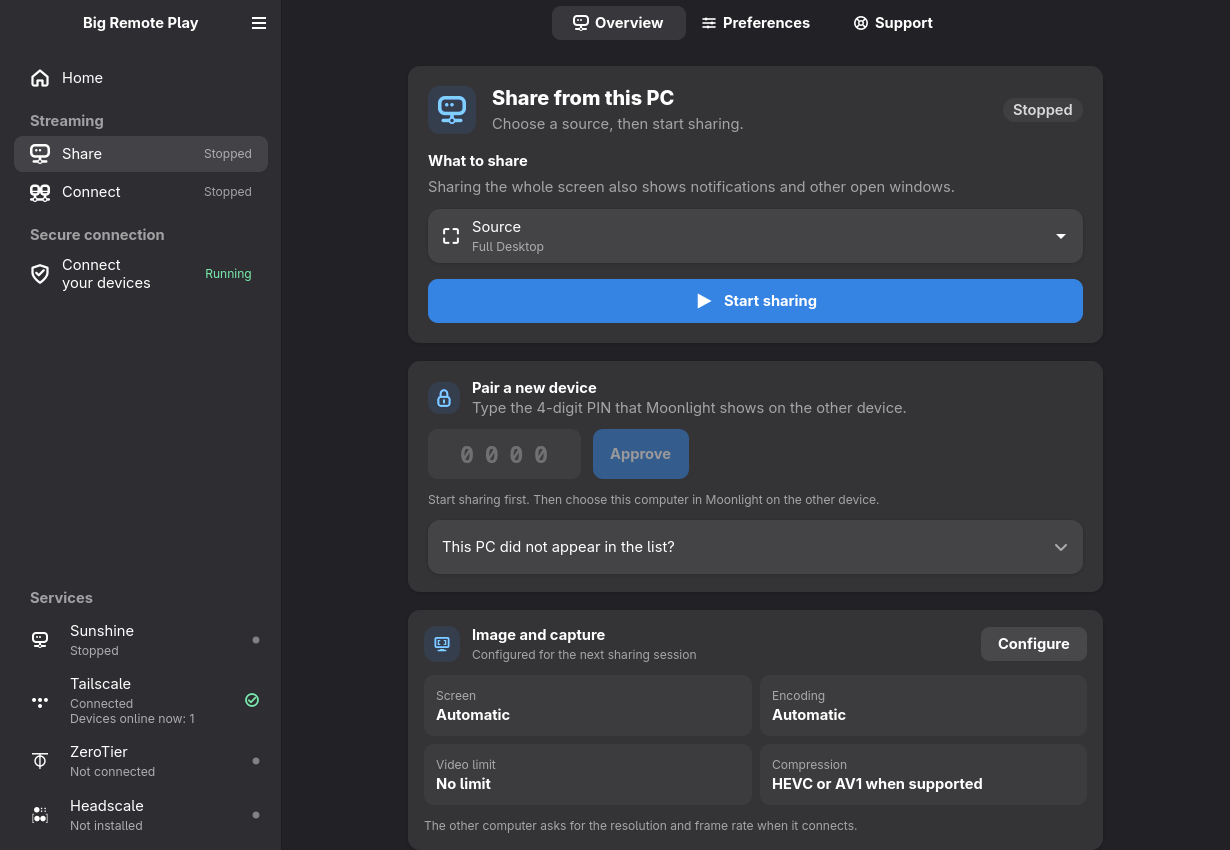 Big Remote Play
Overview
Preferences
Support
Home
Streaming
Share
Stopped
Connect
Stopped
Secure connection
Connect
your devices
Running
Services
Sunshine
Stopped
Tailscale
Connected
Devices online now: 1
ZeroTier
Not connected
Headscale
Not installed
Share from this PC
Choose a source, then start sharing.
Stopped
What to share
Sharing the whole screen also shows notifications and other open windows.
Source
Full Desktop
Start sharing
Pair a new device
Type the 4-digit PIN that Moonlight shows on the other device.
0 0 0 0
Approve
Start sharing first. Then choose this computer in Moonlight on the other device.
This PC did not appear in the list?
Image and capture
Configured for the next sharing session
Configure
Screen
Automatic
Encoding
Automatic
Video limit
No limit
Compression
HEVC or AV1 when supported
The other computer asks for the resolution and frame rate when it connects.